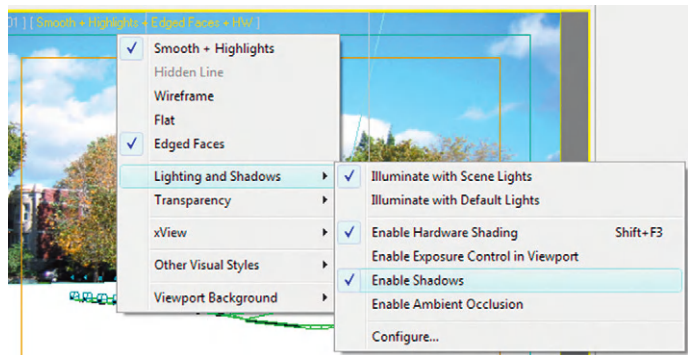 01 ] [ Smooth + Highlights + Edged Faces + HW ]
Smooth + Highlights
Hidden Line
Wireframe
Flat
Edged Faces
Lighting and Shadows
Transparency
xView
Other Visual Styles
Viewport Background
Illuminate with Scene Lights
Illuminate with Default Lights
Enable Hardware Shading Shift+F3
Enable Exposure Control in Viewport
Enable Shadows
Enable Ambient Occlusion
Configure...